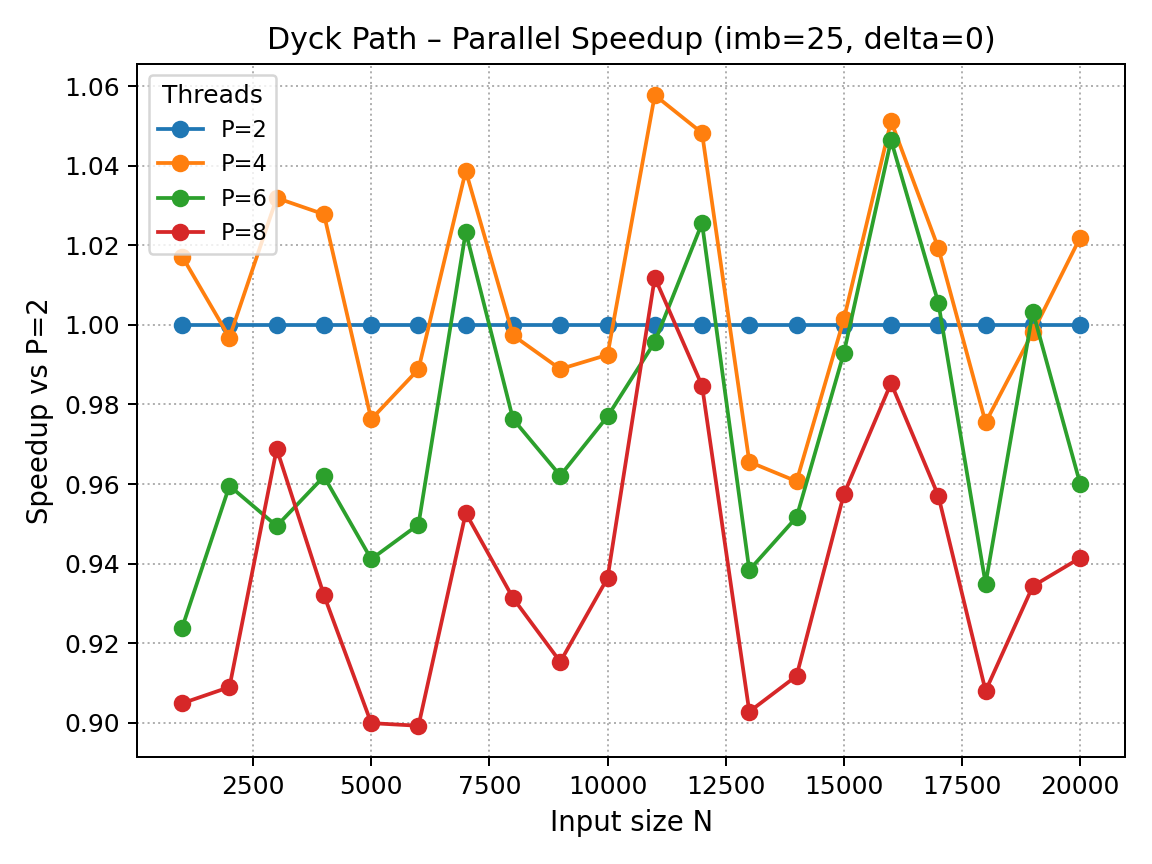 Dyck Path – Parallel Speedup (imb=25, delta=0)
Threads
P=2
P=4
P=6
P=8
Speedup vs P=2
1.06
1.04
1.02
1.00
0.98
0.96
0.94
0.92
0.90
2500 5000 7500 10000 12500 15000 17500 20000
Input size N